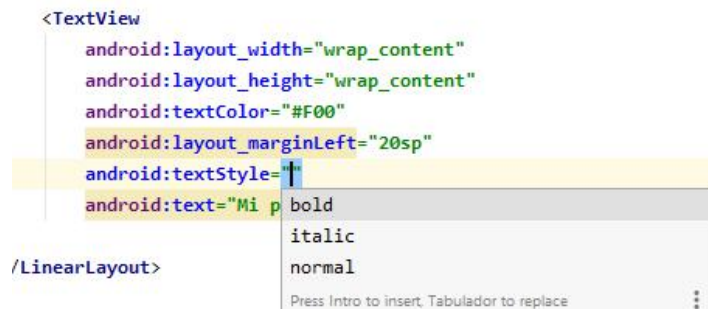 <TextView
android:layout_width="wrap_content"
android:layout_height="wrap_content"
android:textColor="#F00"
android:layout_marginLeft="20sp"
android:textStyle=""
android:text="Mi p
bold
italic
normal
/LinearLayout>
Press Intro to insert, Tabulador to replace